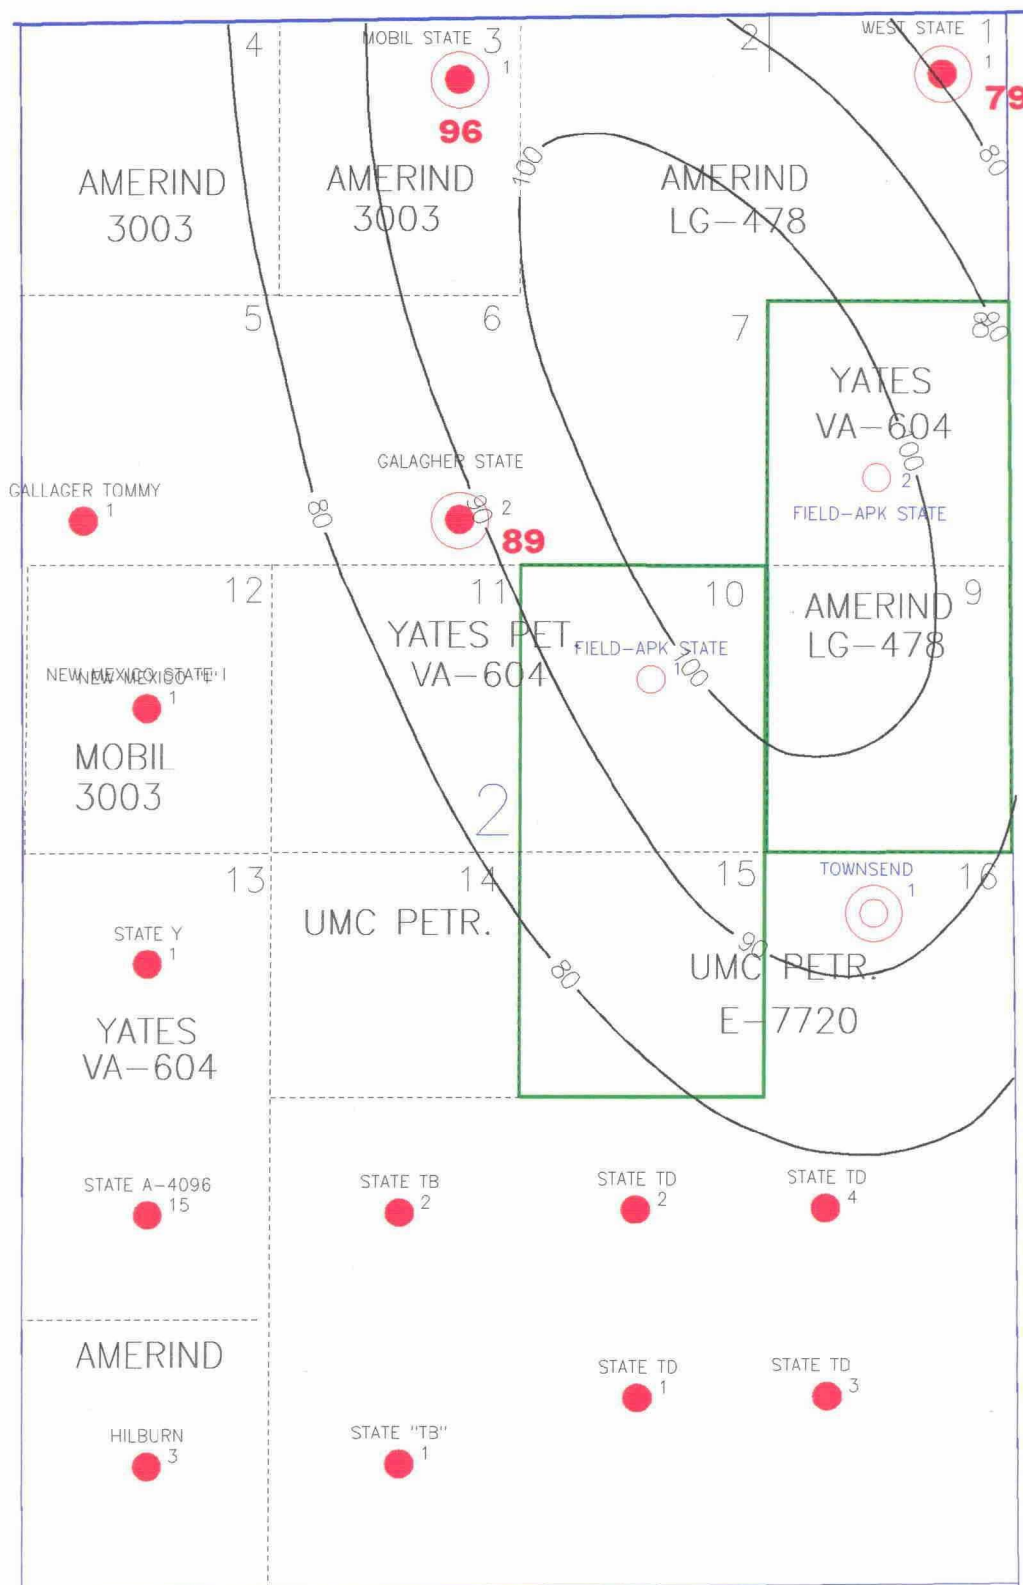 4
MOBIL STATE
3
1
96
2
WEST STATE
1
1
79
80
100
AMERIND
3003
AMERIND
3003
AMERIND
LG-478
5
6
7
80
80
YATES
VA-604
100
2
FIELD-APK STATE
GALLAGER TOMMY
1
80
GALAGHER STATE
90
2
89
12
11
10
9
YATES PET.
VA-604
FIELD-APK STATE
100
AMERIND
LG-478
NEW MEXICO STATE I
NEW MEXICO "I"
1
MOBIL
3003
2
13
14
15
16
TOWNSEND
1
UMC PETR.
STATE Y
1
80
90
UMC PETR.
E-7720
YATES
VA-604
STATE A-4096
15
STATE TB
2
STATE TD
2
STATE TD
4
AMERIND
STATE TD
1
STATE TD
3
HILBURN
3
STATE "TB"
1